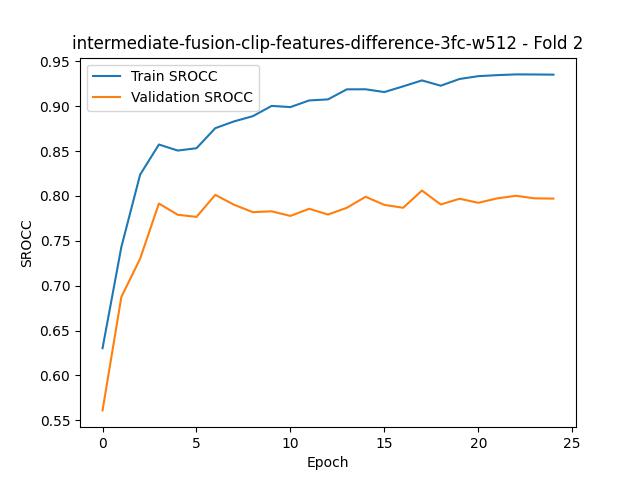 intermediate-fusion-clip-features-difference-3fc-w512 - Fold 2
Train SROCC
Validation SROCC
SROCC
0.95
0.90
0.85
0.80
0.75
0.70
0.65
0.60
0.55
0 5 10 15 20 25
Epoch